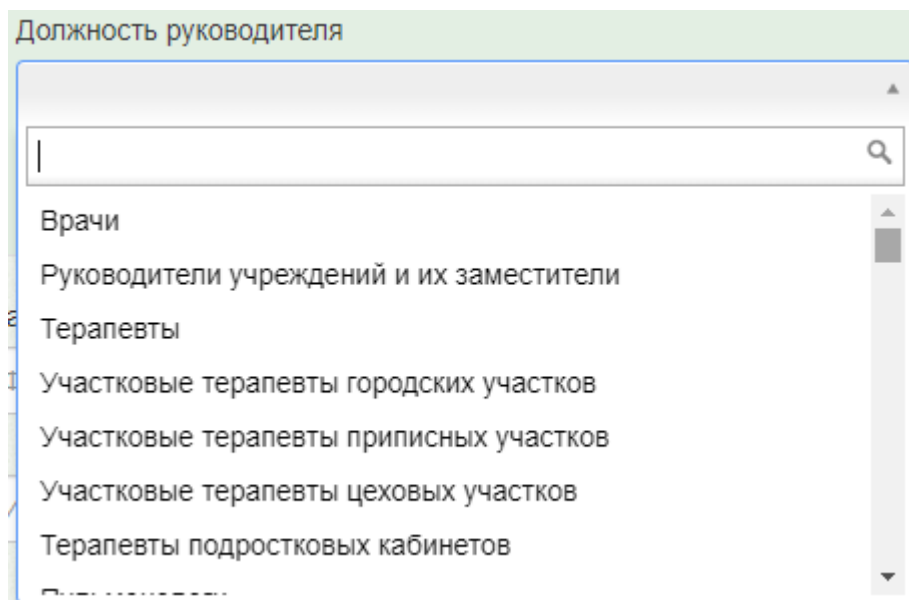 Должность руководителя
Врачи
Руководители учреждений и их заместители
Терапевты
Участковые терапевты городских участков
Участковые терапевты приписных участков
Участковые терапевты цеховых участков
Терапевты подростковых кабинетов